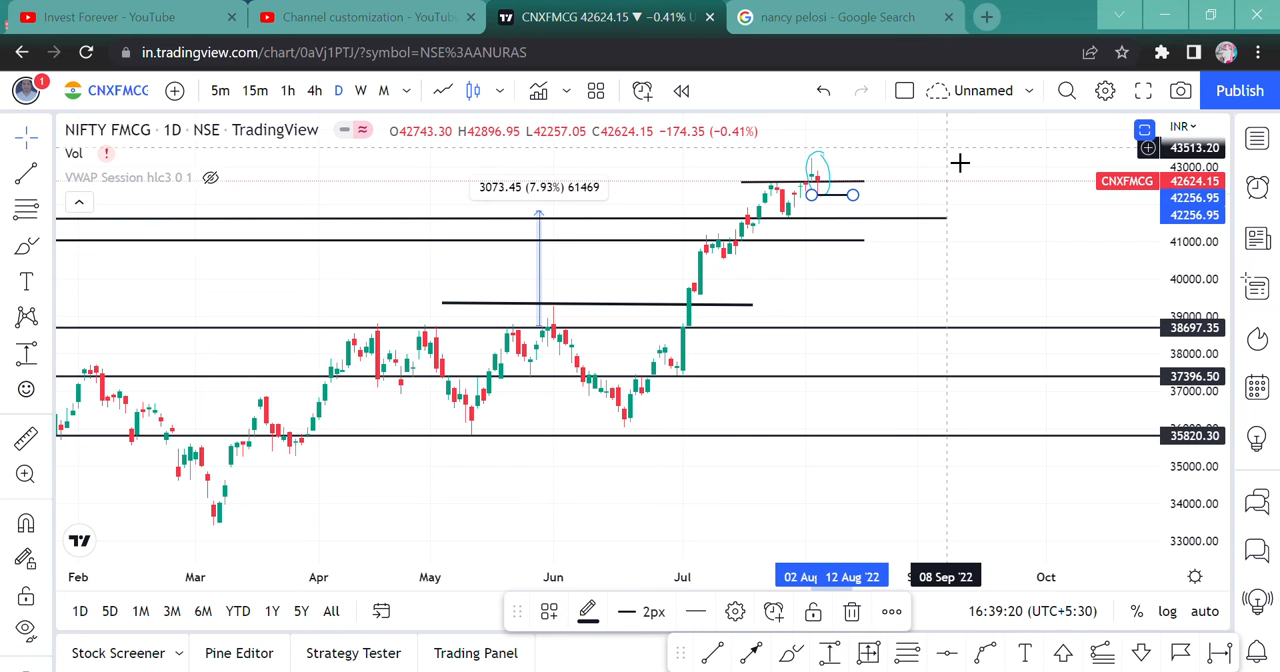 Invest Forever - YouTube
Channel customization - YouTub
CNXFMCG 42624.15 ▼ −0.41% U
nancy pelosi - Google Search
in.tradingview.com/chart/0aVj1PTJ/?symbol=NSE%3AANURAS
1
CNXFMCG
5m 15m 1h 4h D W M
Unnamed
Publish
NIFTY FMCG · 1D · NSE · TradingView
O42743.30 H42896.95 L42257.05 C42624.15 −174.35 (−0.41%)
INR
Vol
43513.20
VWAP Session hlc3 0 1
43000.00
CNXFMCG 42624.15
3073.45 (7.93%) 61469
42256.95
42256.95
41000.00
40000.00
39000.00
38697.35
38000.00
37396.50
37000.00
35820.30
35000.00
34000.00
33000.00
Feb Mar Apr May Jun Jul 02 Aug 12 Aug '22 08 Sep '22 Oct
1D 5D 1M 3M 6M YTD 1Y 5Y All
2px
16:39:20 (UTC+5:30)
% log auto
Stock Screener
Pine Editor
Strategy Tester
Trading Panel